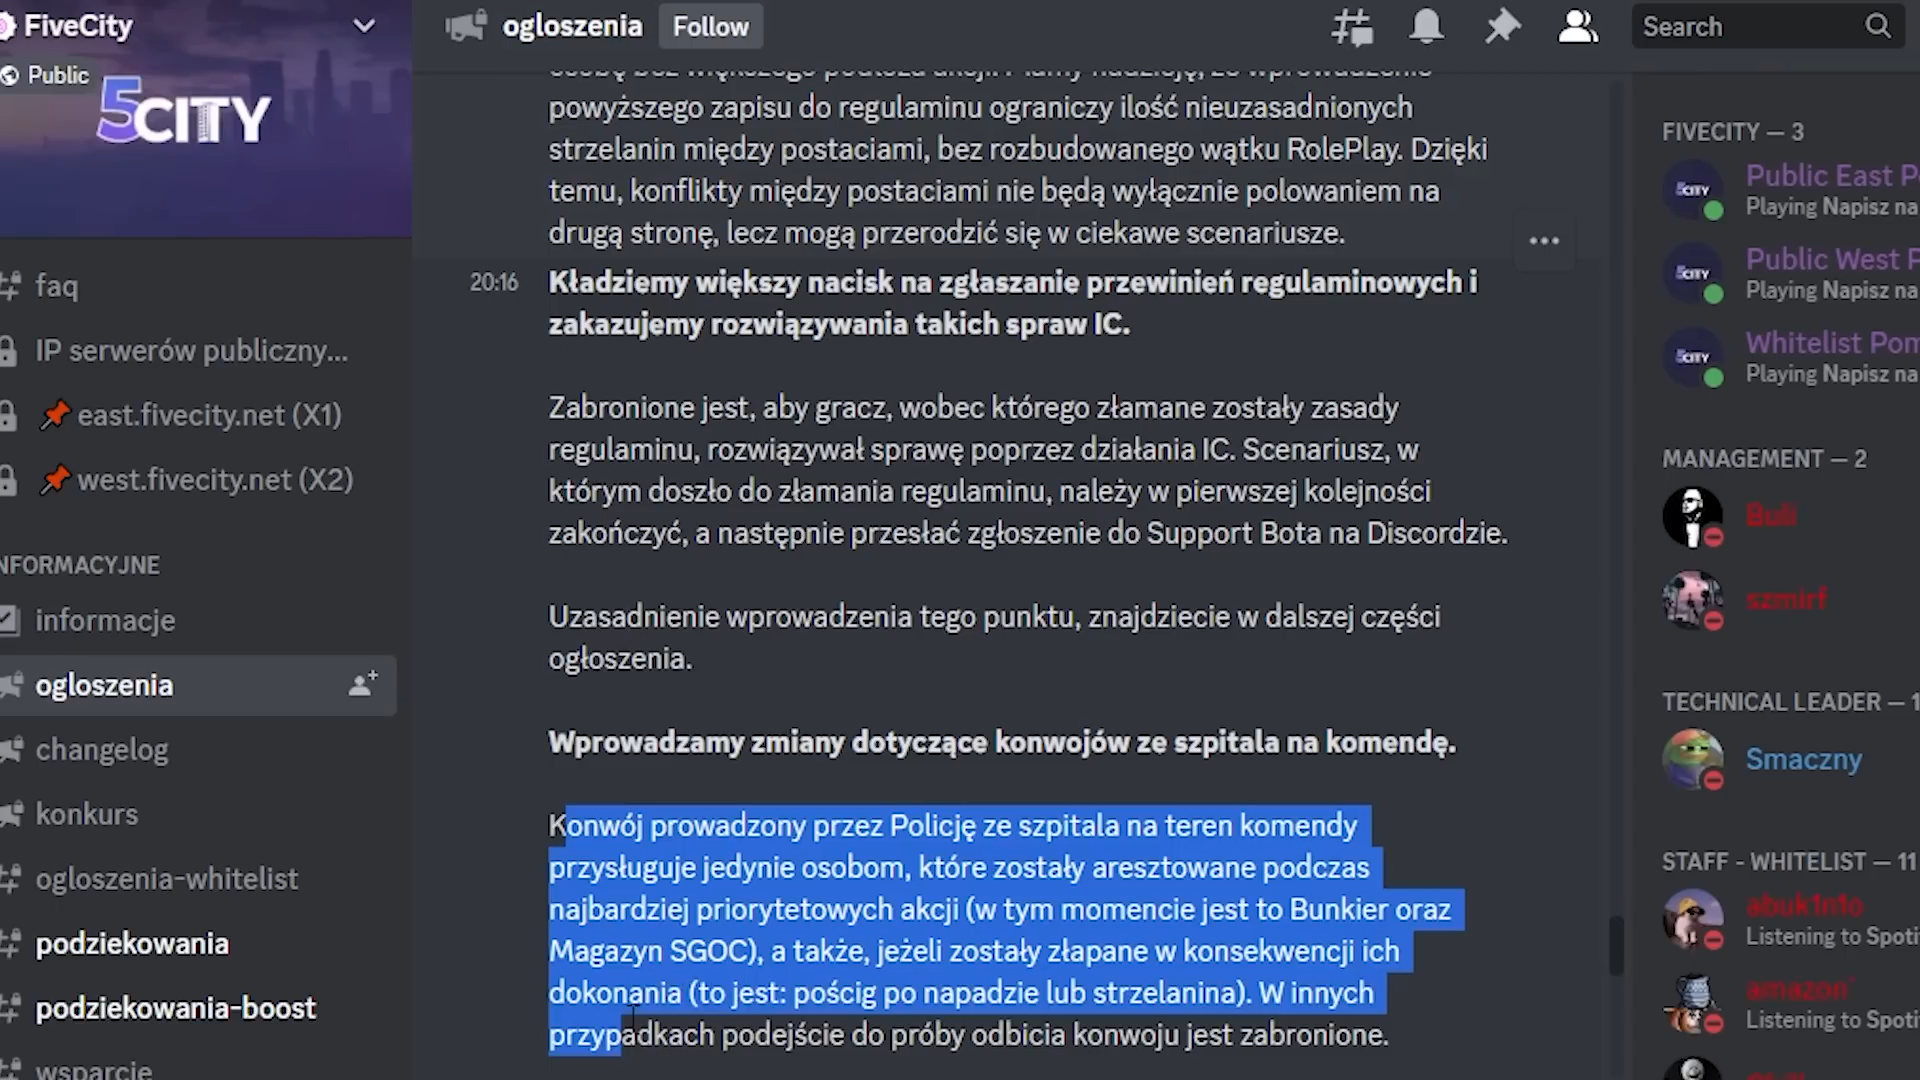 FiveCity
Public
5CITY
faq
IP serwerów publiczny...
east.fivecity.net (X1)
west.fivecity.net (X2)
NFORMACYJNE
informacje
ogloszenia
changelog
konkurs
ogloszenia-whitelist
podziekowania
podziekowania-boost
wsparcie
ogloszenia
Follow
Search
powyższego zapisu do regulaminu ograniczy ilość nieuzasadnionych
strzelanin między postaciami, bez rozbudowanego wątku RolePlay. Dzięki
temu, konflikty między postaciami nie będą wyłącznie polowaniem na
drugą stronę, lecz mogą przerodzić się w ciekawe scenariusze.
20:16
Kładziemy większy nacisk na zgłaszanie przewinień regulaminowych i
zakazujemy rozwiązywania takich spraw IC.
Zabronione jest, aby gracz, wobec którego złamane zostały zasady
regulaminu, rozwiązywał sprawę poprzez działania IC. Scenariusz, w
którym doszło do złamania regulaminu, należy w pierwszej kolejności
zakończyć, a następnie przesłać zgłoszenie do Support Bota na Discordzie.
Uzasadnienie wprowadzenia tego punktu, znajdziecie w dalszej części
ogłoszenia.
Wprowadzamy zmiany dotyczące konwojów ze szpitala na komendę.
Konwój prowadzony przez Policję ze szpitala na teren komendy
przysługuje jedynie osobom, które zostały aresztowane podczas
najbardziej priorytetowych akcji (w tym momencie jest to Bunkier oraz
Magazyn SGOC), a także, jeżeli zostały złapane w konsekwencji ich
dokonania (to jest: pościg po napadzie lub strzelanina). W innych
przypadkach podejście do próby odbicia konwoju jest zabronione.
FIVECITY — 3
Public East P
Playing Napisz na
Public West P
Playing Napisz na
Whitelist Pom
Playing Napisz na
MANAGEMENT — 2
Buli
szmirf
TECHNICAL LEADER — 1
Smaczny
STAFF - WHITELIST — 11
abuk1n1o
Listening to Spoti
amazon
Listening to Spoti